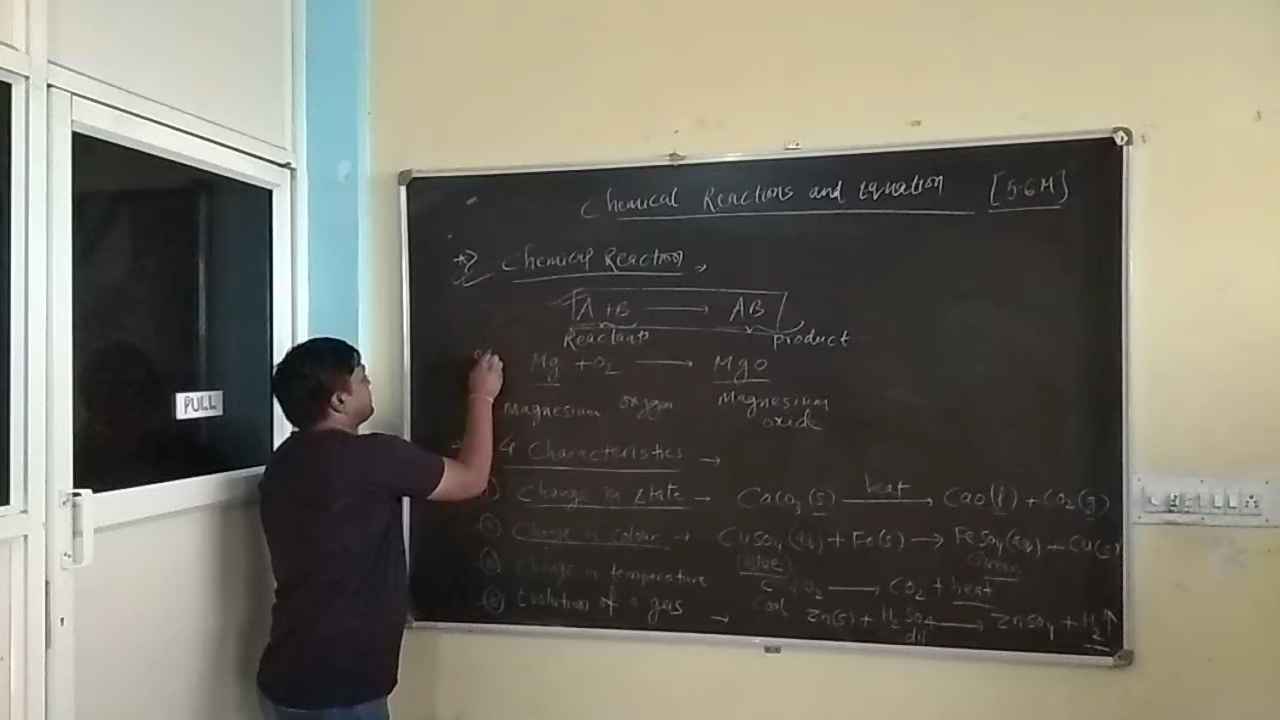 PULL
Chemical Reactions and Equation [5-6M]
Chemical Reaction
A + B → AB
Reactants product
Mg + O2 → MgO
Magnesium oxygen Magnesium
oxide
4 Characteristics →
Change in State → CaCO3 (s) heat → CaO(l) + CO2(g)
Change in colour → CuSO4 (aq) + Fe(s) → FeSO4 (aq) + Cu(s)
(Blue) Green
Change in temperature C + O2 → CO2 + heat
Coal
Evolution of a gas → Zn(s) + H2SO4 → ZnSO4 + H2↑
dil